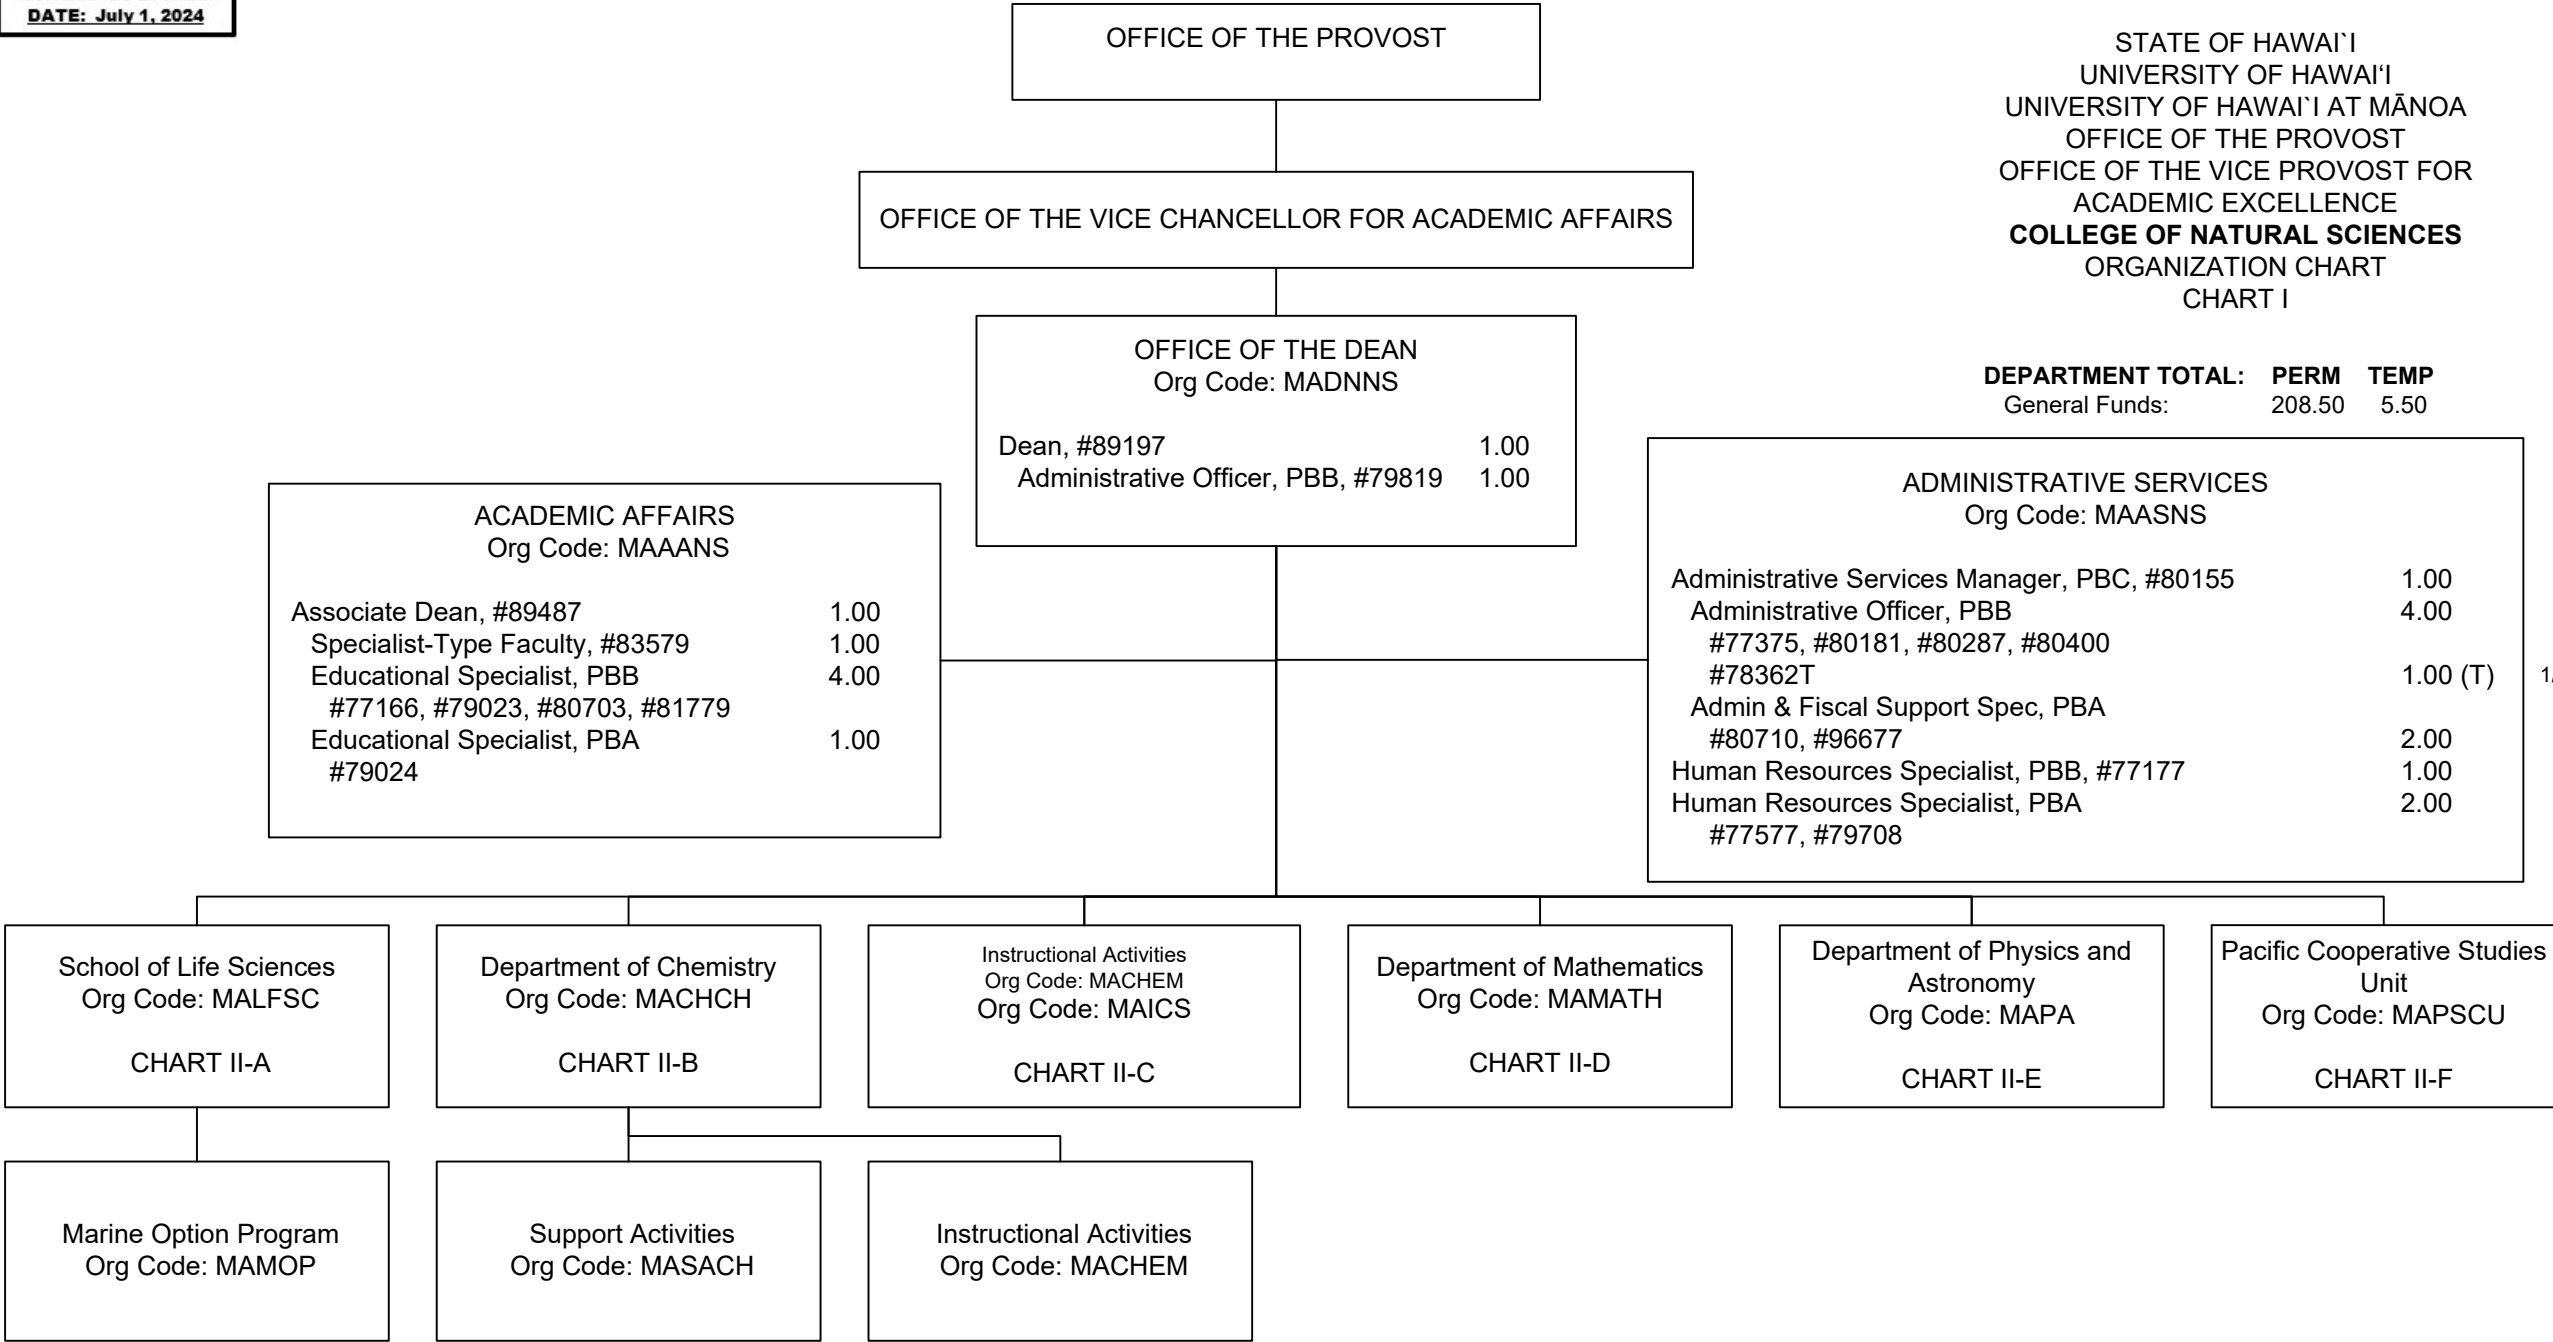 DATE: July 1, 2024
OFFICE OF THE PROVOST
STATE OF HAWAI`I
UNIVERSITY OF HAWAI‘I
UNIVERSITY OF HAWAI`I AT MĀNOA
OFFICE OF THE PROVOST
OFFICE OF THE VICE PROVOST FOR
ACADEMIC EXCELLENCE
COLLEGE OF NATURAL SCIENCES
ORGANIZATION CHART
CHART I
OFFICE OF THE VICE CHANCELLOR FOR ACADEMIC AFFAIRS
DEPARTMENT TOTAL: PERM TEMP
General Funds: 208.50 5.50
OFFICE OF THE DEAN
Org Code: MADNNS
Dean, #89197 1.00
Administrative Officer, PBB, #79819 1.00
ACADEMIC AFFAIRS
Org Code: MAAANS
Associate Dean, #89487 1.00
Specialist-Type Faculty, #83579 1.00
Educational Specialist, PBB 4.00
#77166, #79023, #80703, #81779
Educational Specialist, PBA 1.00
#79024
ADMINISTRATIVE SERVICES
Org Code: MAASNS
Administrative Services Manager, PBC, #80155 1.00
Administrative Officer, PBB 4.00
#77375, #80181, #80287, #80400
#78362T 1.00 (T) 1/
Admin & Fiscal Support Spec, PBA
#80710, #96677 2.00
Human Resources Specialist, PBB, #77177 1.00
Human Resources Specialist, PBA 2.00
#77577, #79708
School of Life Sciences
Org Code: MALFSC
CHART II-A
Department of Chemistry
Org Code: MACHCH
CHART II-B
Instructional Activities
Org Code: MACHEM
Org Code: MAICS
CHART II-C
Department of Mathematics
Org Code: MAMATH
CHART II-D
Department of Physics and
Astronomy
Org Code: MAPA
CHART II-E
Pacific Cooperative Studies
Unit
Org Code: MAPSCU
CHART II-F
Marine Option Program
Org Code: MAMOP
Support Activities
Org Code: MASACH
Instructional Activities
Org Code: MACHEM